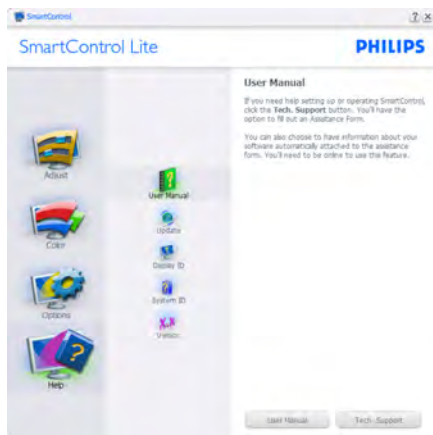 SmartControl
SmartControl Lite
PHILIPS
Adjust
Color
Options
Help
User Manual
Update
Display ID
System ID
Version
User Manual
If you need help setting up or operating SmartControl,
click the Tech. Support button. You'll have the
option to fill out an Assistance Form.
You can also choose to have information about your
software automatically attached to the assistance
form. You'll need to be online to use this feature.
User Manual
Tech. Support